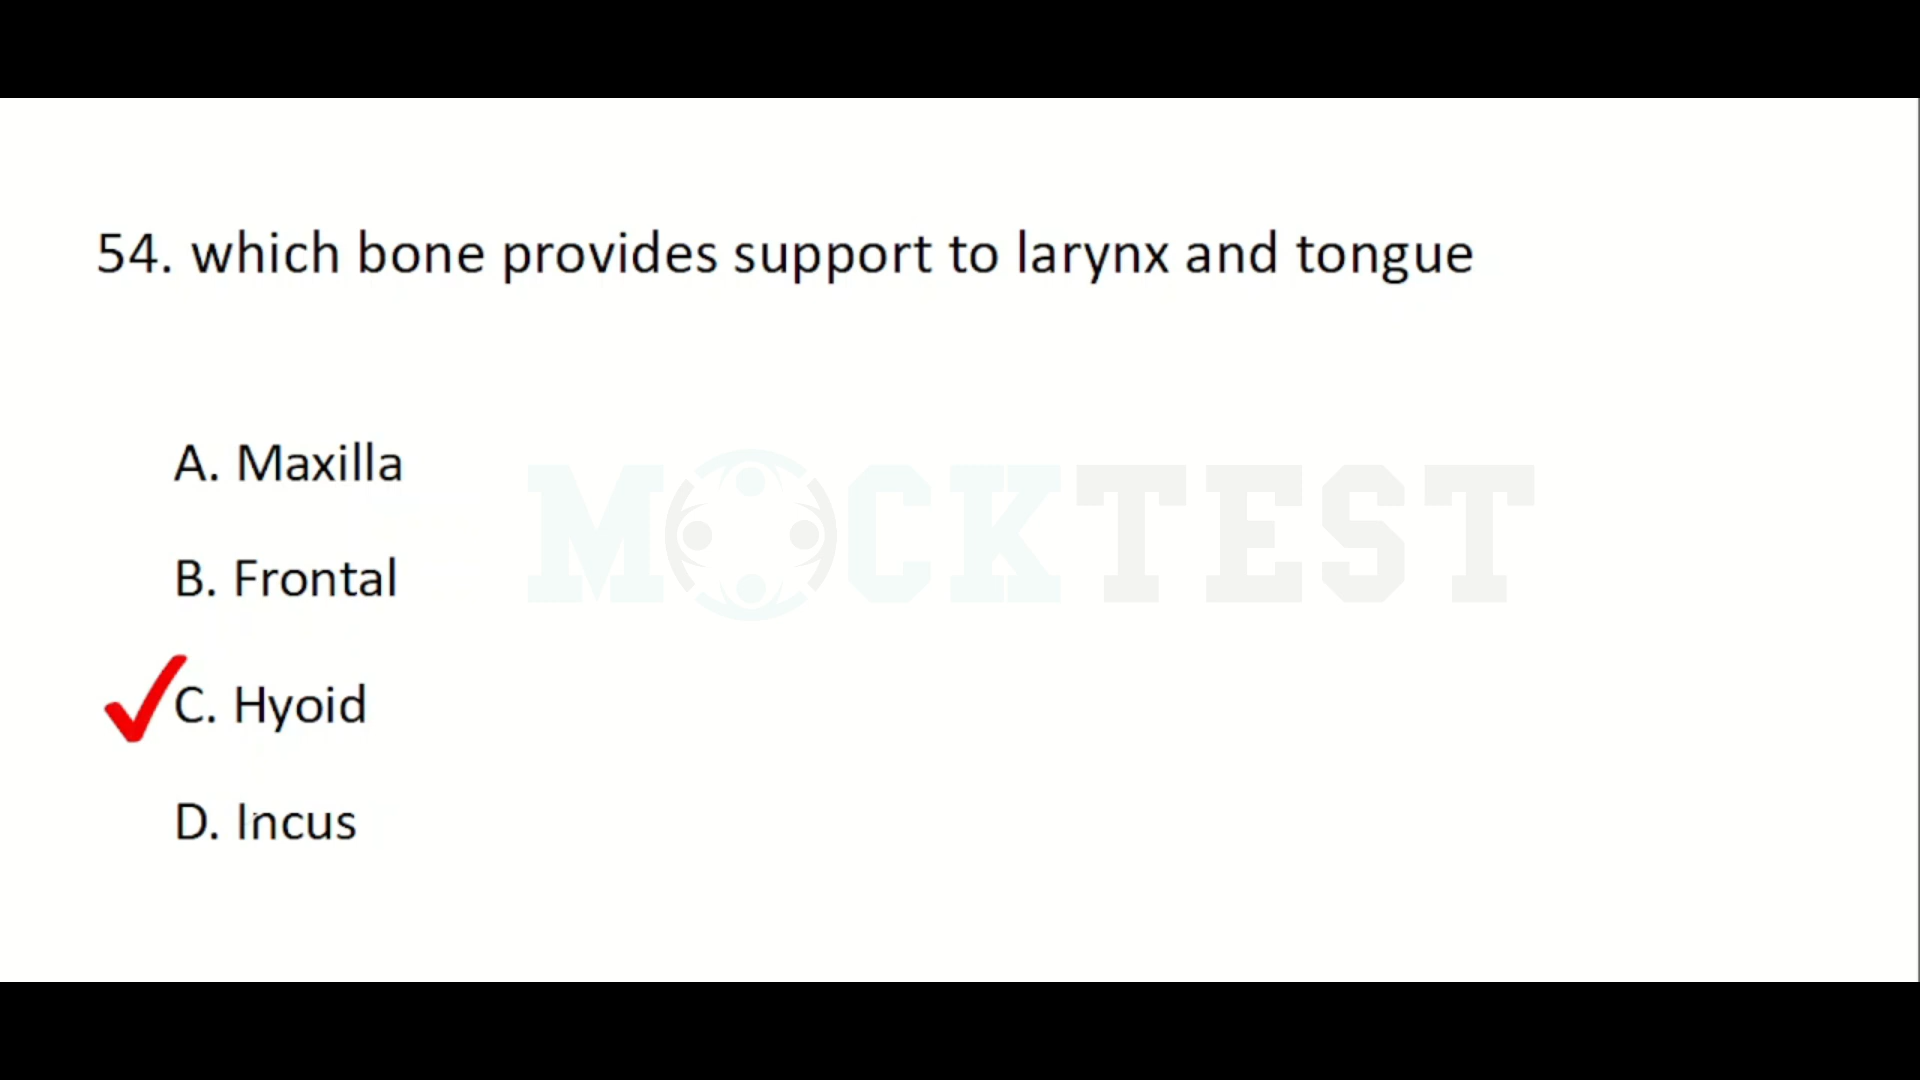 54. which bone provides support to larynx and tongue
A. Maxilla
MOCKTEST
B. Frontal
C. Hyoid
D. Incus